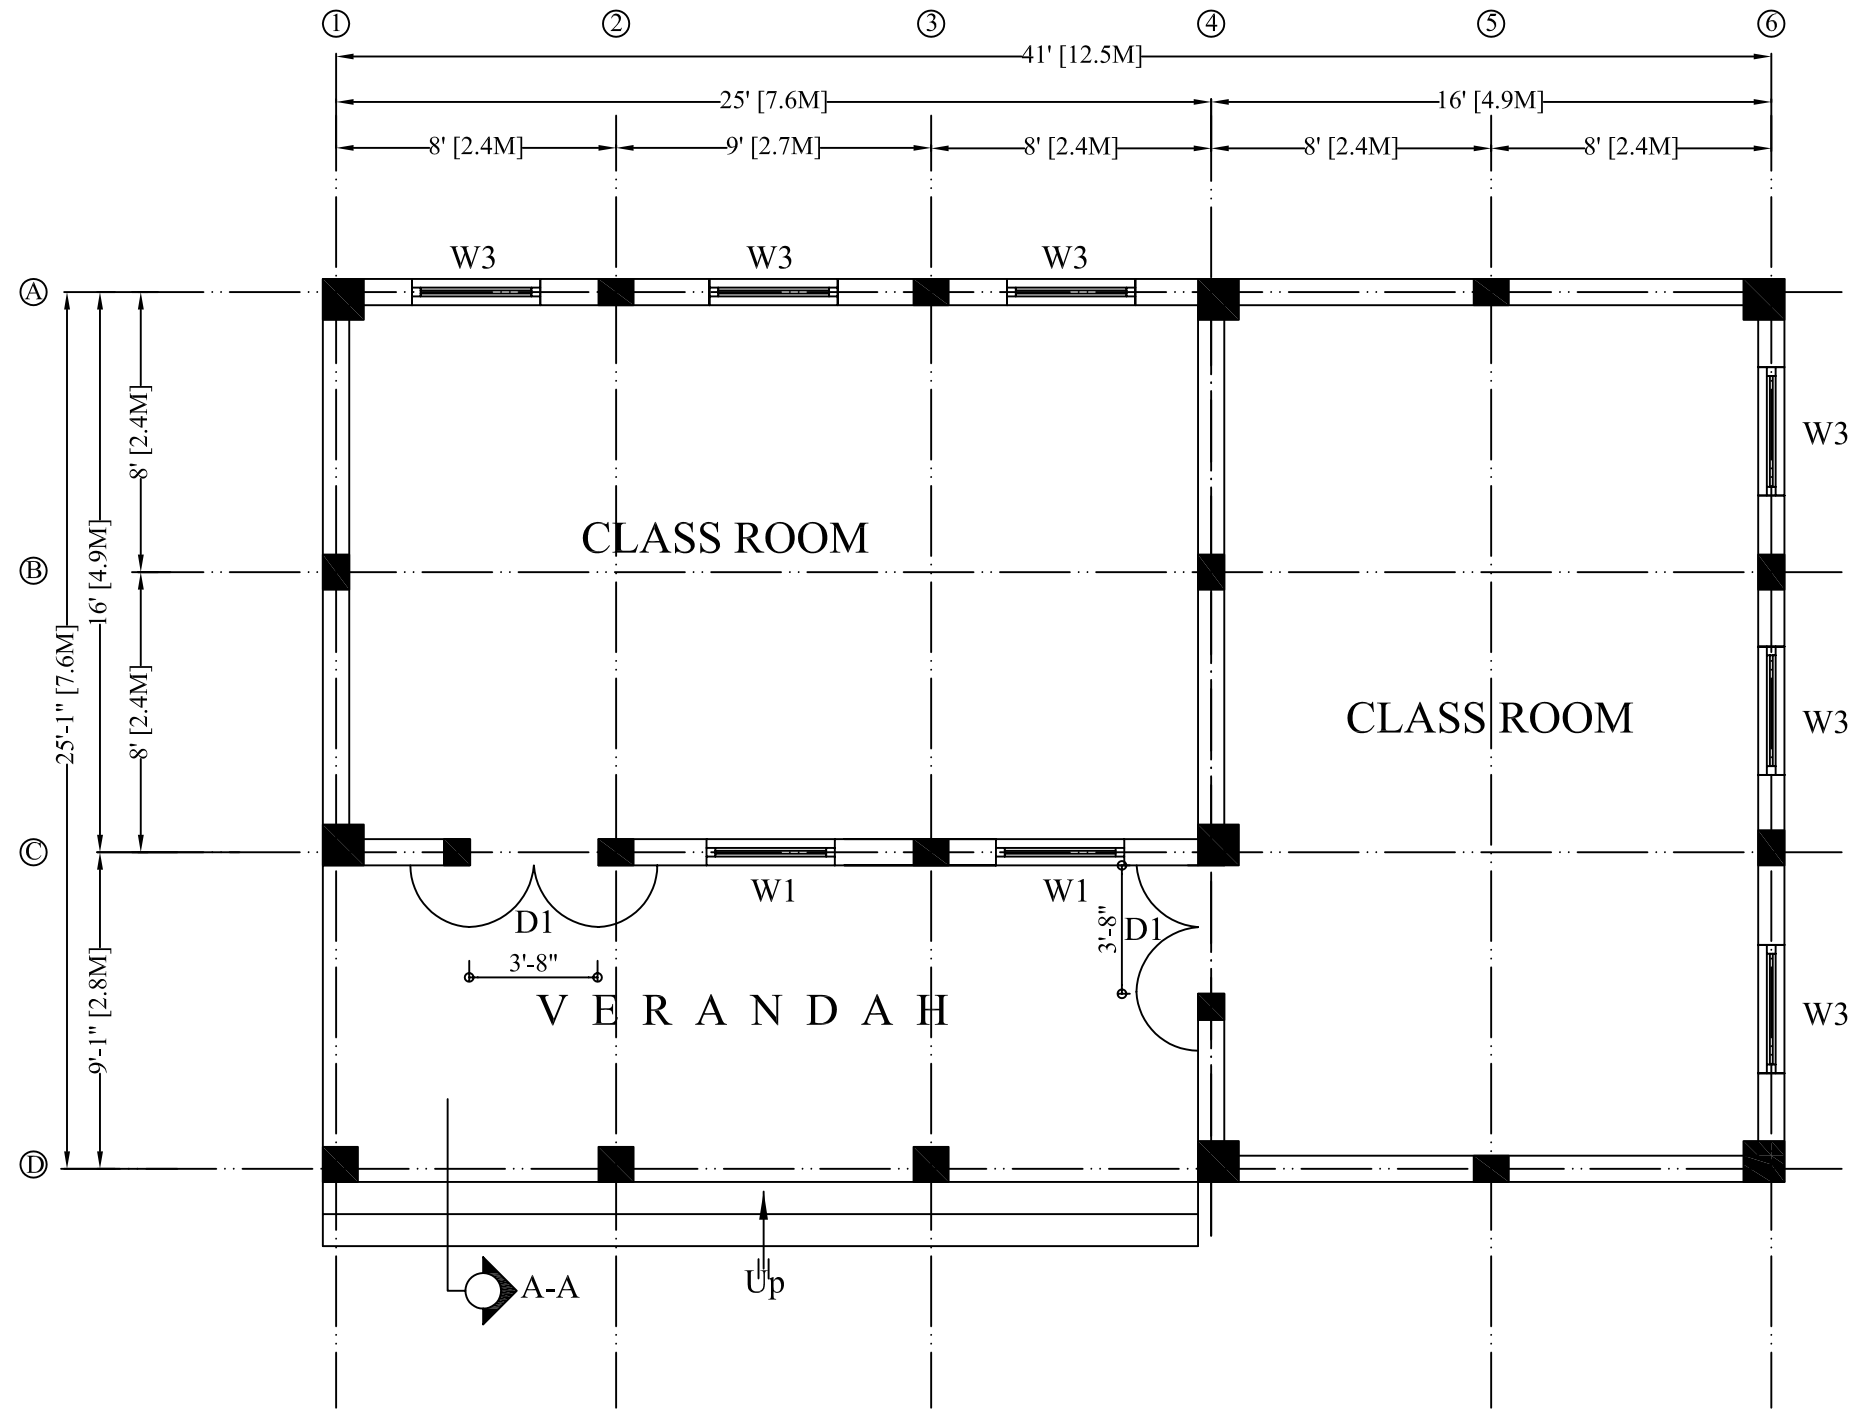 1 2 3 4 5 6
41' [12.5M]
25' [7.6M] 16' [4.9M]
8' [2.4M] 9' [2.7M] 8' [2.4M] 8' [2.4M] 8' [2.4M]
W3 W3 W3
A
8' [2.4M]
W3
16' [4.9M]
CLASS ROOM
B
25'-1" [7.6M]
8' [2.4M]
CLASS ROOM
W3
C
W1 W1
D1
3'-8"
D1
3'-8"
9'-1" [2.8M]
VERANDAH
W3
D
Up
A-A